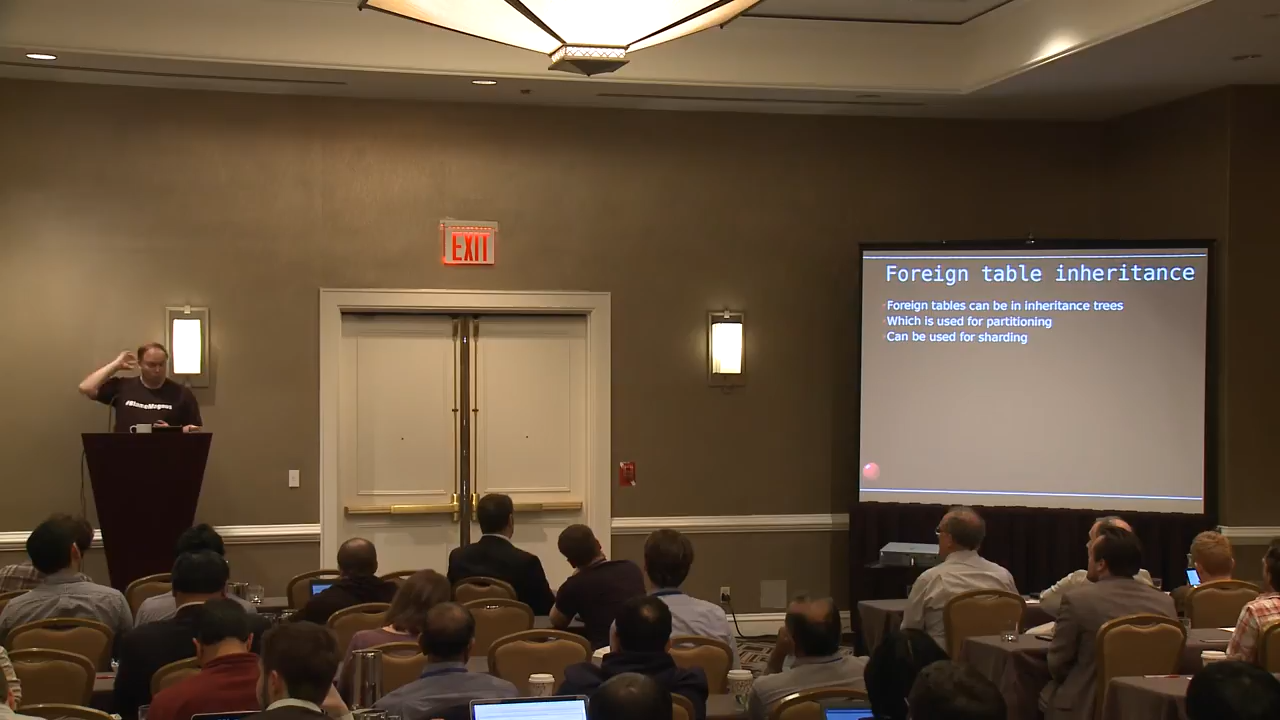 EXIT
#BlameMagnus
Foreign table inheritance
Foreign tables can be in inheritance trees
Which is used for partitioning
Can be used for sharding